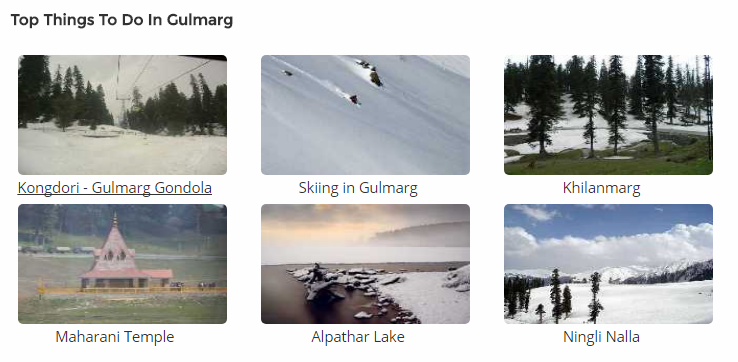 Top Things To Do In Gulmarg
Kongdori - Gulmarg Gondola
Skiing in Gulmarg
Khilanmarg
Maharani Temple
Alpathar Lake
Ningli Nalla